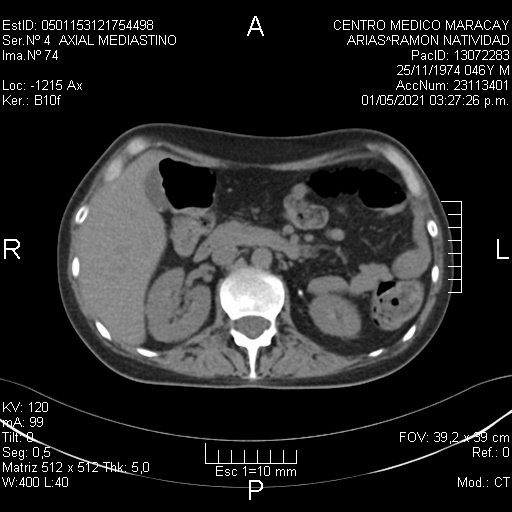 EstID: 0501153121754498
Ser.Nº 4 AXIAL MEDIASTINO
Ima.Nº 74
Loc: -1215 Ax
Ker.: B10f
A
CENTRO MEDICO MARACAY
ARIAS^RAMON NATIVIDAD
PacID: 13072283
25/11/1974 046Y M
AccNum: 23113401
01/05/2021 03:27:26 p.m.
R
L
KV: 120
mA: 99
Tilt: 0
Seg: 0,5
Matriz 512 x 512 Thk: 5,0
W:400 L:40
Esc 1=10 mm
P
FOV: 39,2 x 39 cm
Ref.: 0
Mod.: CT